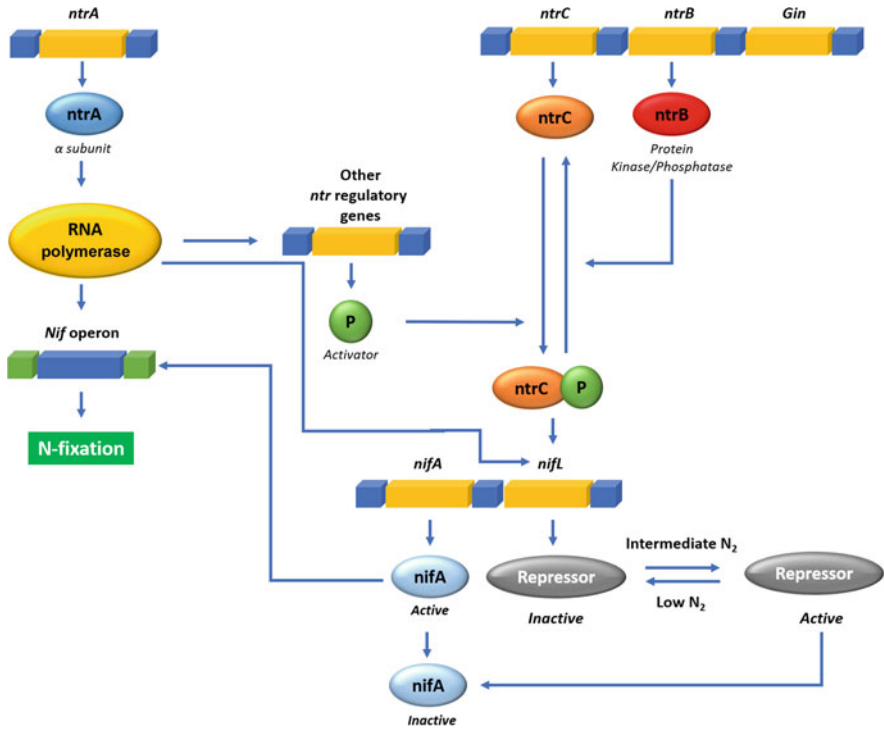 ntrA
ntrC
ntrB
Gin
ntrA
α subunit
ntrC
ntrB
Protein
Kinase/Phosphatase
Other
ntr regulatory
genes
RNA
polymerase
P
Activator
Nif operon
ntrC
P
N-fixation
nifA
nifL
Intermediate N₂
nifA
Repressor
Repressor
Low N₂
Active
Inactive
Active
nifA
Inactive